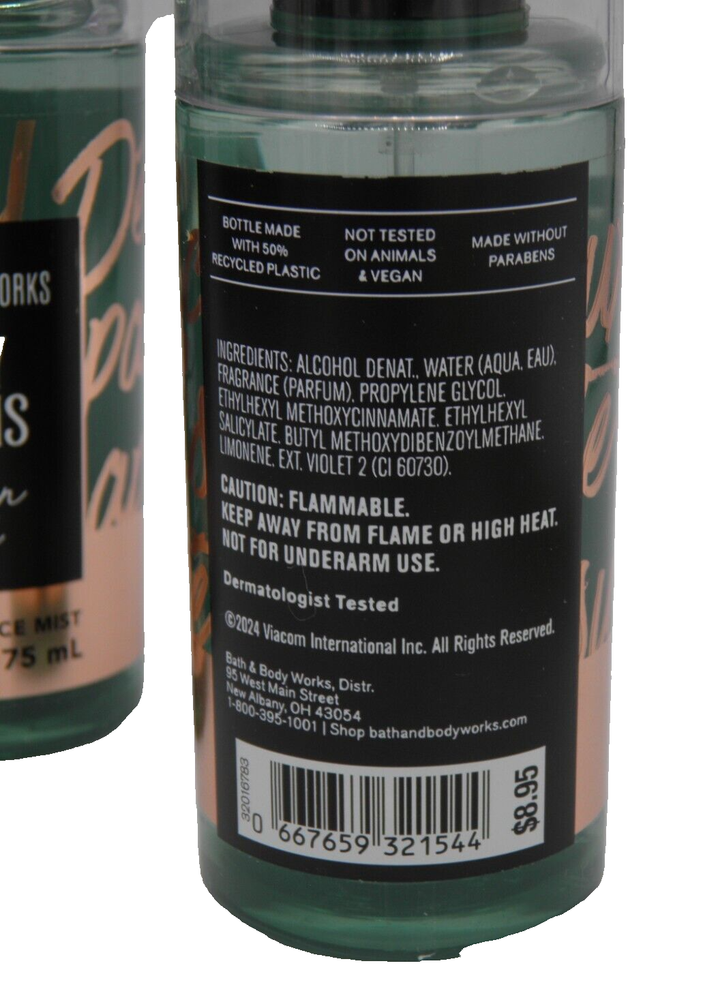 ORKS
IS
CE MIST
75 mL
BOTTLE MADE
WITH 50%
RECYCLED PLASTIC
NOT TESTED
ON ANIMALS
& VEGAN
MADE WITHOUT
PARABENS
INGREDIENTS: ALCOHOL DENAT., WATER (AQUA, EAU),
FRAGRANCE (PARFUM), PROPYLENE GLYCOL,
ETHYLHEXYL METHOXYCINNAMATE, ETHYLHEXYL
SALICYLATE, BUTYL METHOXYDIBENZOYLMETHANE,
LIMONENE, EXT. VIOLET 2 (CI 60730).
CAUTION: FLAMMABLE.
KEEP AWAY FROM FLAME OR HIGH HEAT.
NOT FOR UNDERARM USE.
Dermatologist Tested
©2024 Viacom International Inc. All Rights Reserved.
Bath & Body Works, Distr.
95 West Main Street
New Albany, OH 43054
1-800-395-1001 | Shop bathandbodyworks.com
32016783
0 667659 321544
$8.95